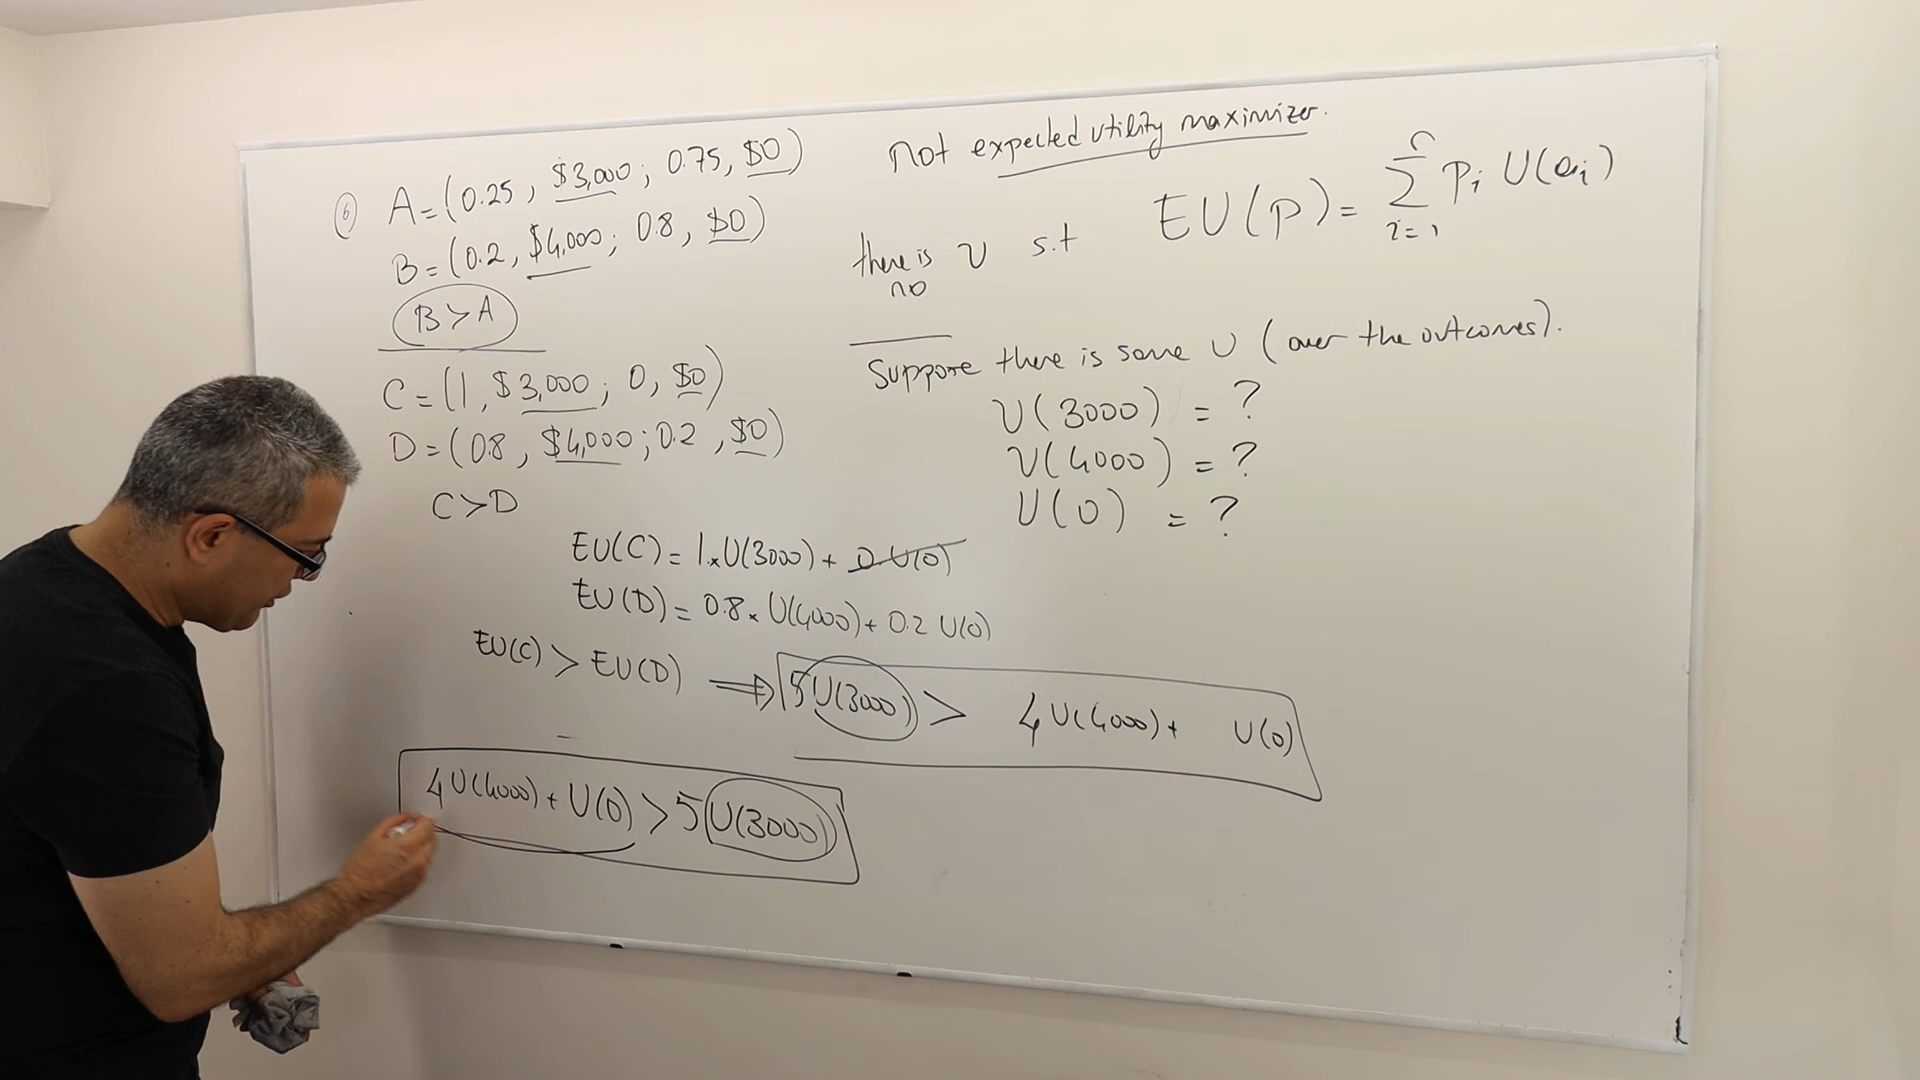 ⑥ A=(0.25, $3,000; 0.75, $0)
B=(0.2, $4,000; 0.8, $0)
B>A
C=(1, $3,000; 0, $0)
D=(0.8, $4,000; 0.2, $0)
C>D
not expected utility maximizer.
there is no U s.t EU(p)= n∑i=1 Pi U(ai)
Suppose there is some U (over the outcomes).
U(3000) = ?
U(4000) = ?
U(0) = ?
EU(C)= 1×U(3000)+ 0.U(0)
EU(D)= 0.8× U(4000)+ 0.2 U(0)
EU(C) > EU(D) ⟹ 5U(3000) > 4U(4000)+ U(0)
4U(4000)+ U(0) > 5U(3000)